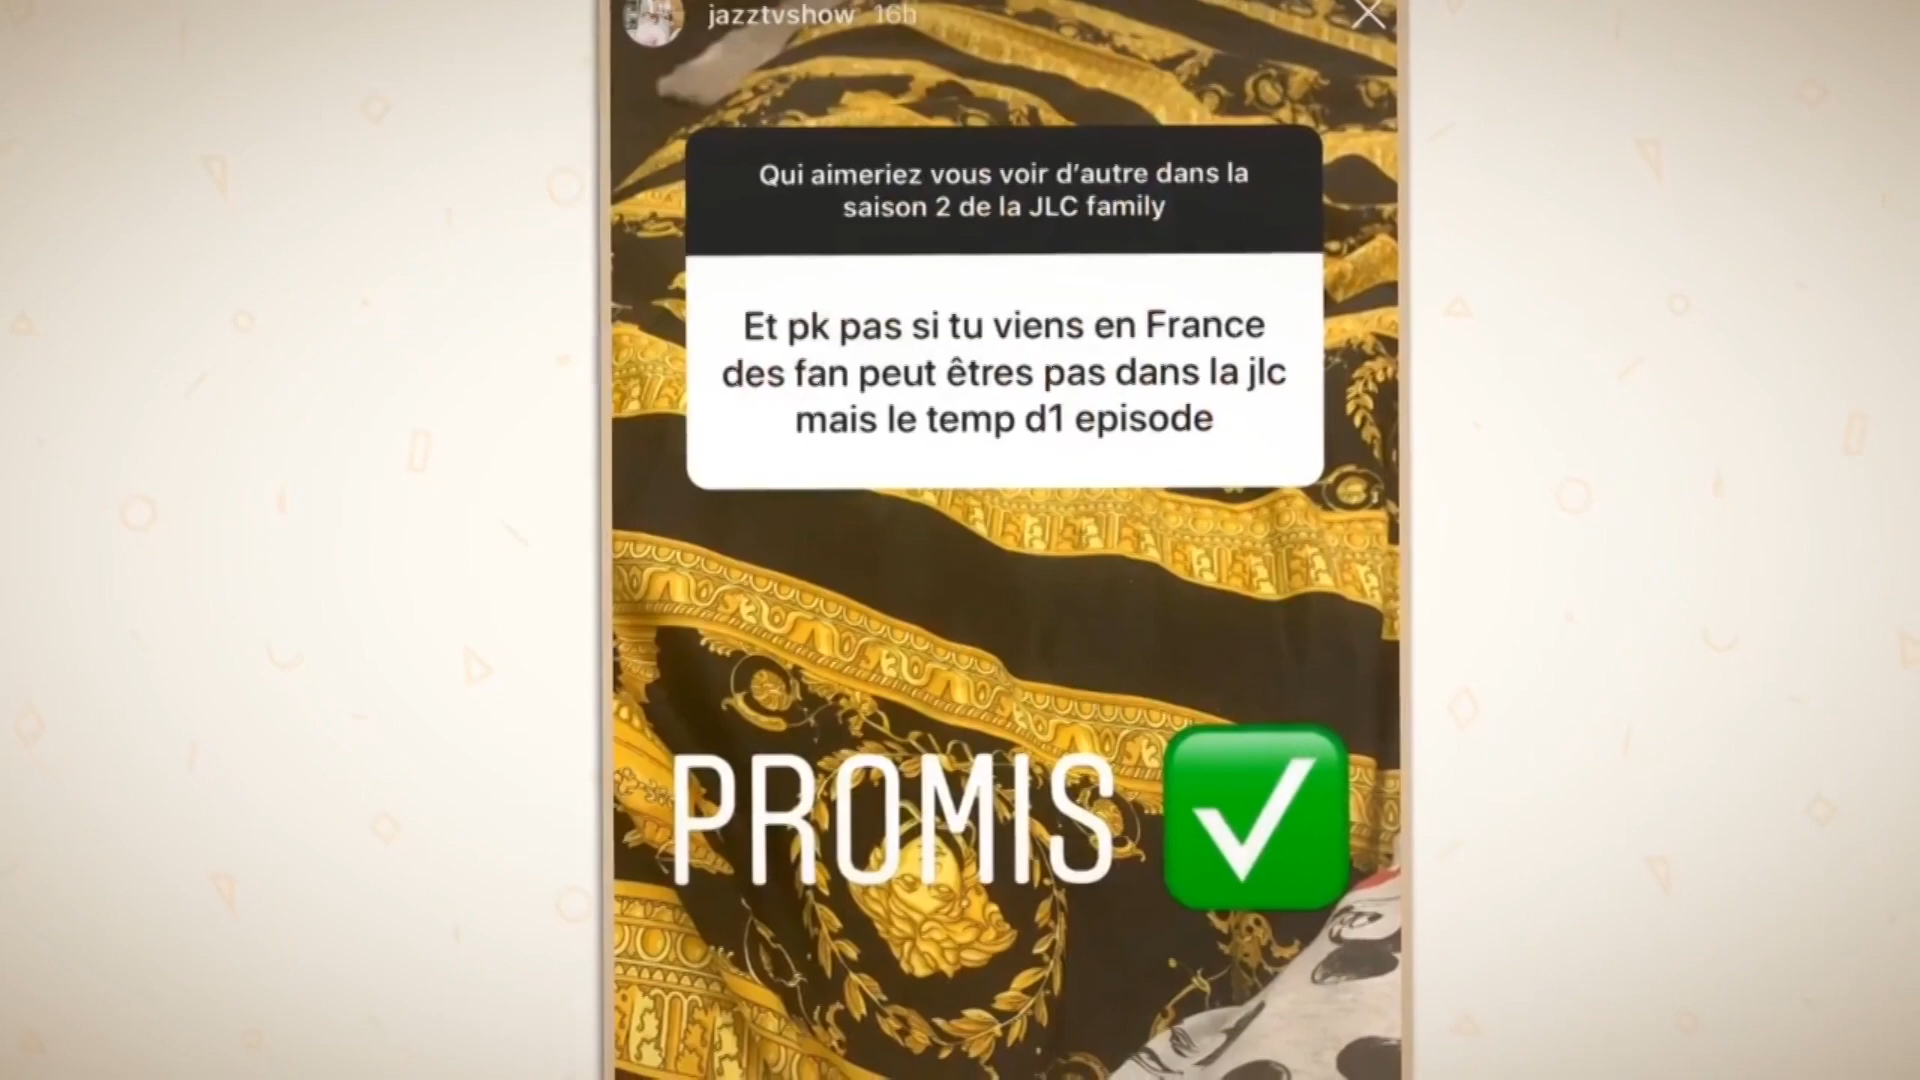 jazztvshow 16h
Qui aimeriez vous voir d’autre dans la
saison 2 de la JLC family
Et pk pas si tu viens en France
des fan peut êtres pas dans la jlc
mais le temp d1 episode
PROMIS